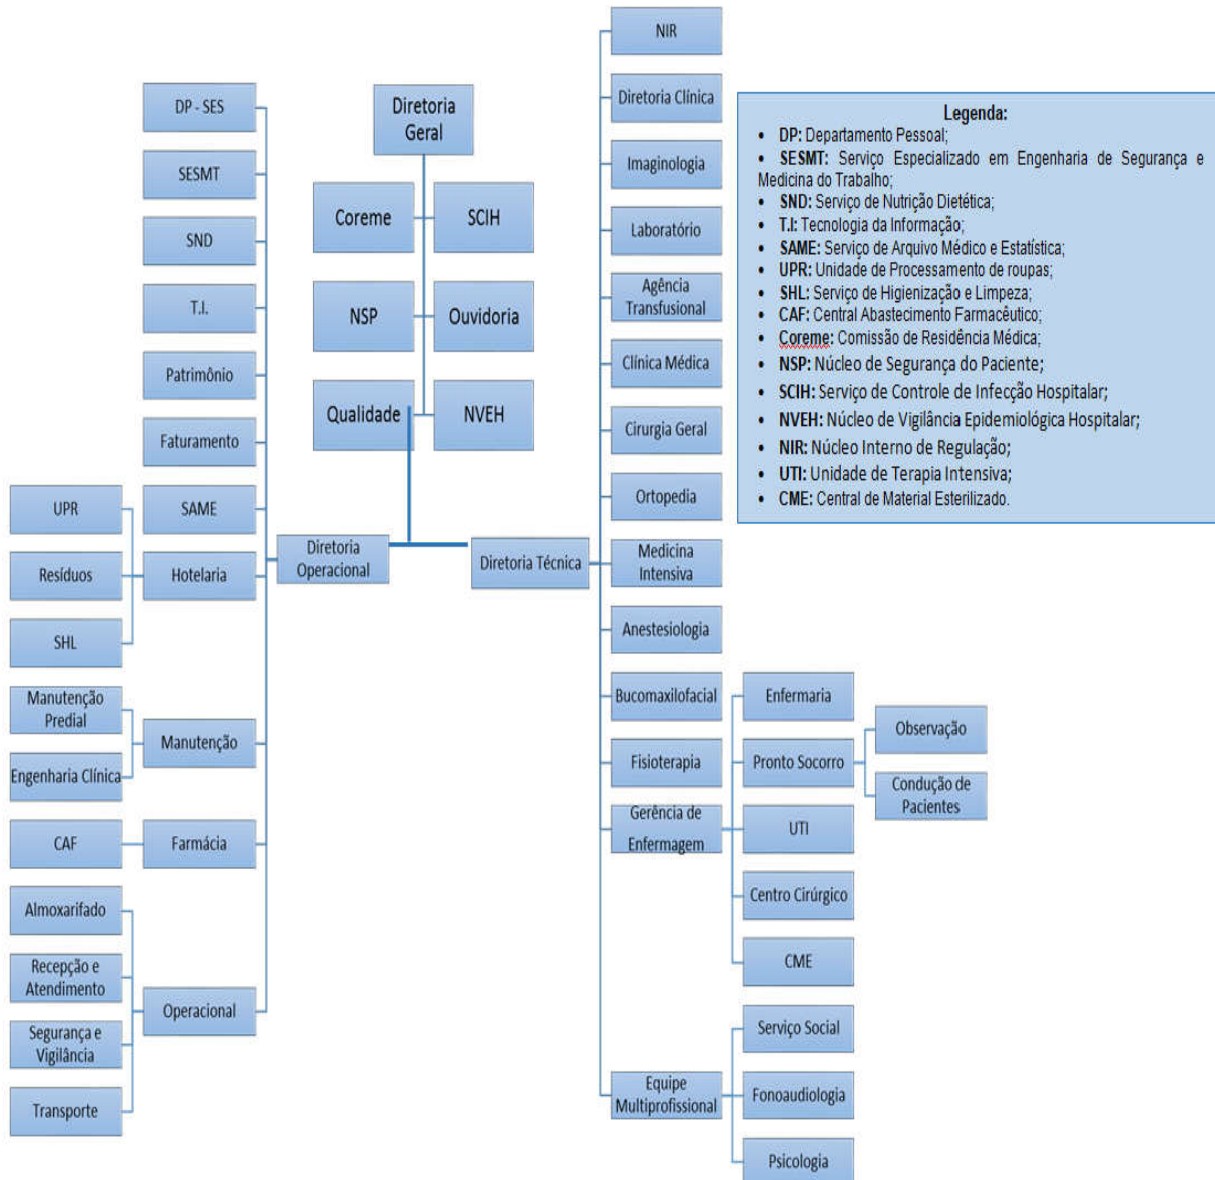 Diretoria
Geral
Coreme
SCIH
NSP
Ouvidoria
Qualidade
NVEH
Diretoria
Operacional
DP - SES
SESMT
SND
T.I.
Patrimônio
Faturamento
SAME
Hotelaria
UPR
Resíduos
SHL
Manutenção
Manutenção
Predial
Engenharia Clínica
Farmácia
CAF
Operacional
Almoxarifado
Recepção e
Atendimento
Segurança e
Vigilância
Transporte
Diretoria Técnica
NIR
Diretoria Clínica
Imaginologia
Laboratório
Agência
Transfusional
Clínica Médica
Cirurgia Geral
Ortopedia
Medicina
Intensiva
Anestesiologia
Bucomaxilofacial
Fisioterapia
Gerência de
Enfermagem
Enfermaria
Pronto Socorro
Observação
Condução de
Pacientes
UTI
Centro Cirúrgico
CME
Equipe
Multiprofissional
Serviço Social
Fonoaudiologia
Psicologia
Legenda:
• DP: Departamento Pessoal;
• SESMT: Serviço Especializado em Engenharia de Segurança e
Medicina do Trabalho;
• SND: Serviço de Nutrição Dietética;
• T.I: Tecnologia da Informação;
• SAME: Serviço de Arquivo Médico e Estatística;
• UPR: Unidade de Processamento de roupas;
• SHL: Serviço de Higienização e Limpeza;
• CAF: Central Abastecimento Farmacêutico;
• Coreme: Comissão de Residência Médica;
• NSP: Núcleo de Segurança do Paciente;
• SCIH: Serviço de Controle de Infecção Hospitalar;
• NVEH: Núcleo de Vigilância Epidemiológica Hospitalar;
• NIR: Núcleo Interno de Regulação;
• UTI: Unidade de Terapia Intensiva;
• CME: Central de Material Esterilizado.